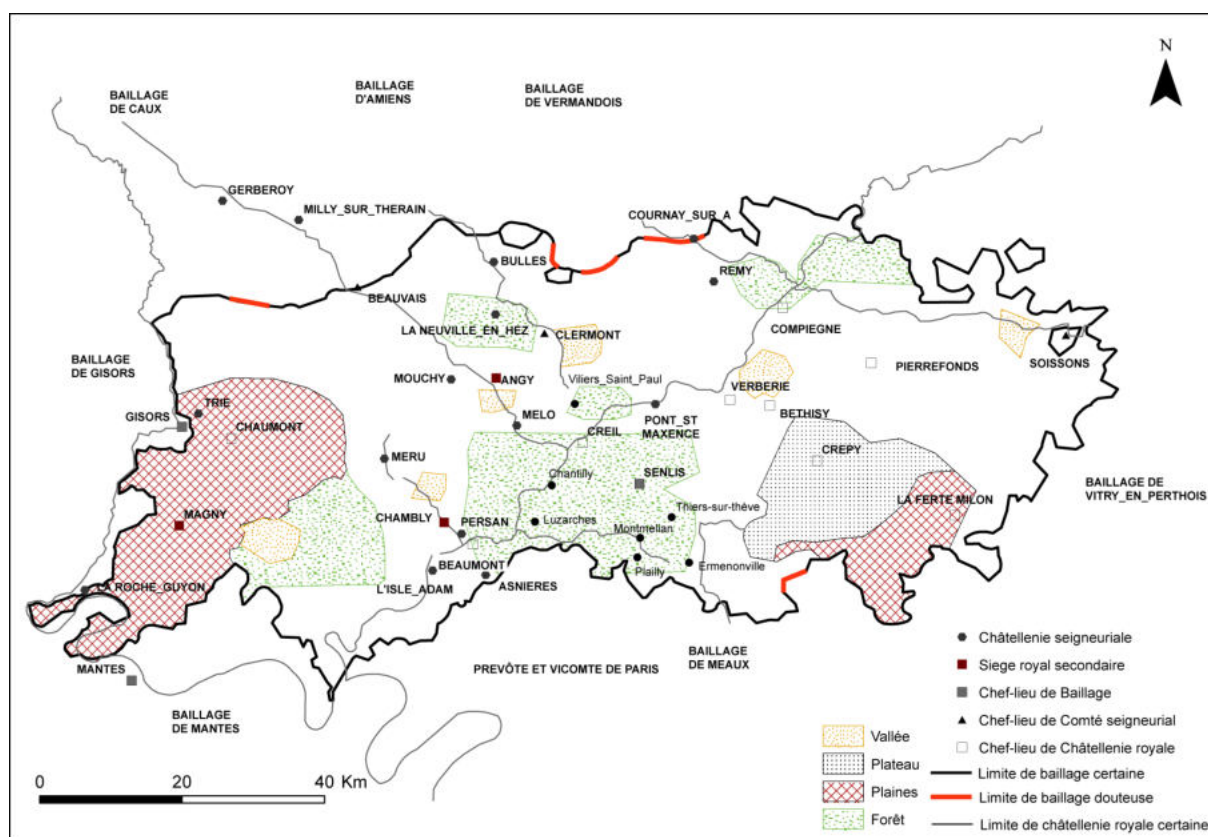 N
BAILLAGE
DE CAUX
BAILLAGE
D'AMIENS
BAILLAGE
DE VERMANDOIS
GERBEROY
MILLY_SUR_THERAIN
COURNAY_SUR_A
BULLES
REMY
BEAUVAIS
LA NEUVILLE_EN_HEZ
CLERMONT
COMPIEGNE
SOISSONS
BAILLAGE
DE GISORS
PIERREFONDS
MOUCHY
ANGY
Viliers_Saint_Paul
VERBERIE
GISORS
TRIE
CHAUMONT
MELO
PONT_ST
MAXENCE
BETHISY
CREIL
MERU
CREPY
Chantilly
SENLIS
BAILLAGE DE
VITRY_EN_PERTHOIS
LA FERTE MILON
MAGNY
CHAMBLY
PERSAN
Luzarches
Thiers-sur-thève
Montmellan
Plailly
Ermenonville
LA ROCHE_GUYON
L'ISLE_ADAM
BEAUMONT
ASNIERES
MANTES
BAILLAGE
DE MANTES
PREVÔTE ET VICOMTE DE PARIS
BAILLAGE
DE MEAUX
Châtellenie seigneuriale
Siege royal secondaire
Chef-lieu de Baillage
Chef-lieu de Comté seigneurial
Chef-lieu de Châtellenie royale
Limite de baillage certaine
Limite de baillage douteuse
Limite de châtellenie royale certaine
Vallée
Plateau
Plaines
Forêt
0 20 40 Km